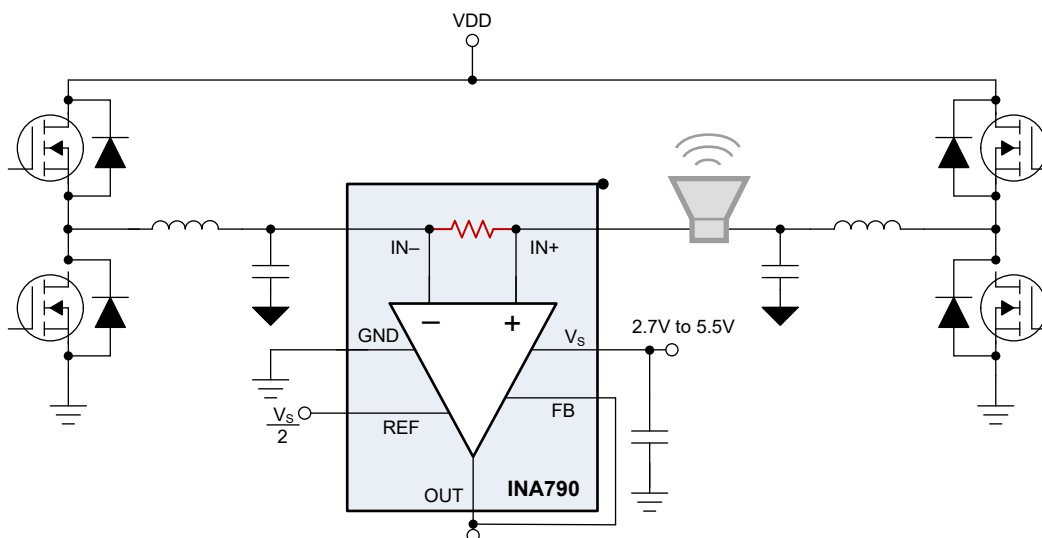 VDD
IN–
IN+
–
+
GND
Vs
2.7V to 5.5V
FB
Vs
2
REF
OUT
INA790